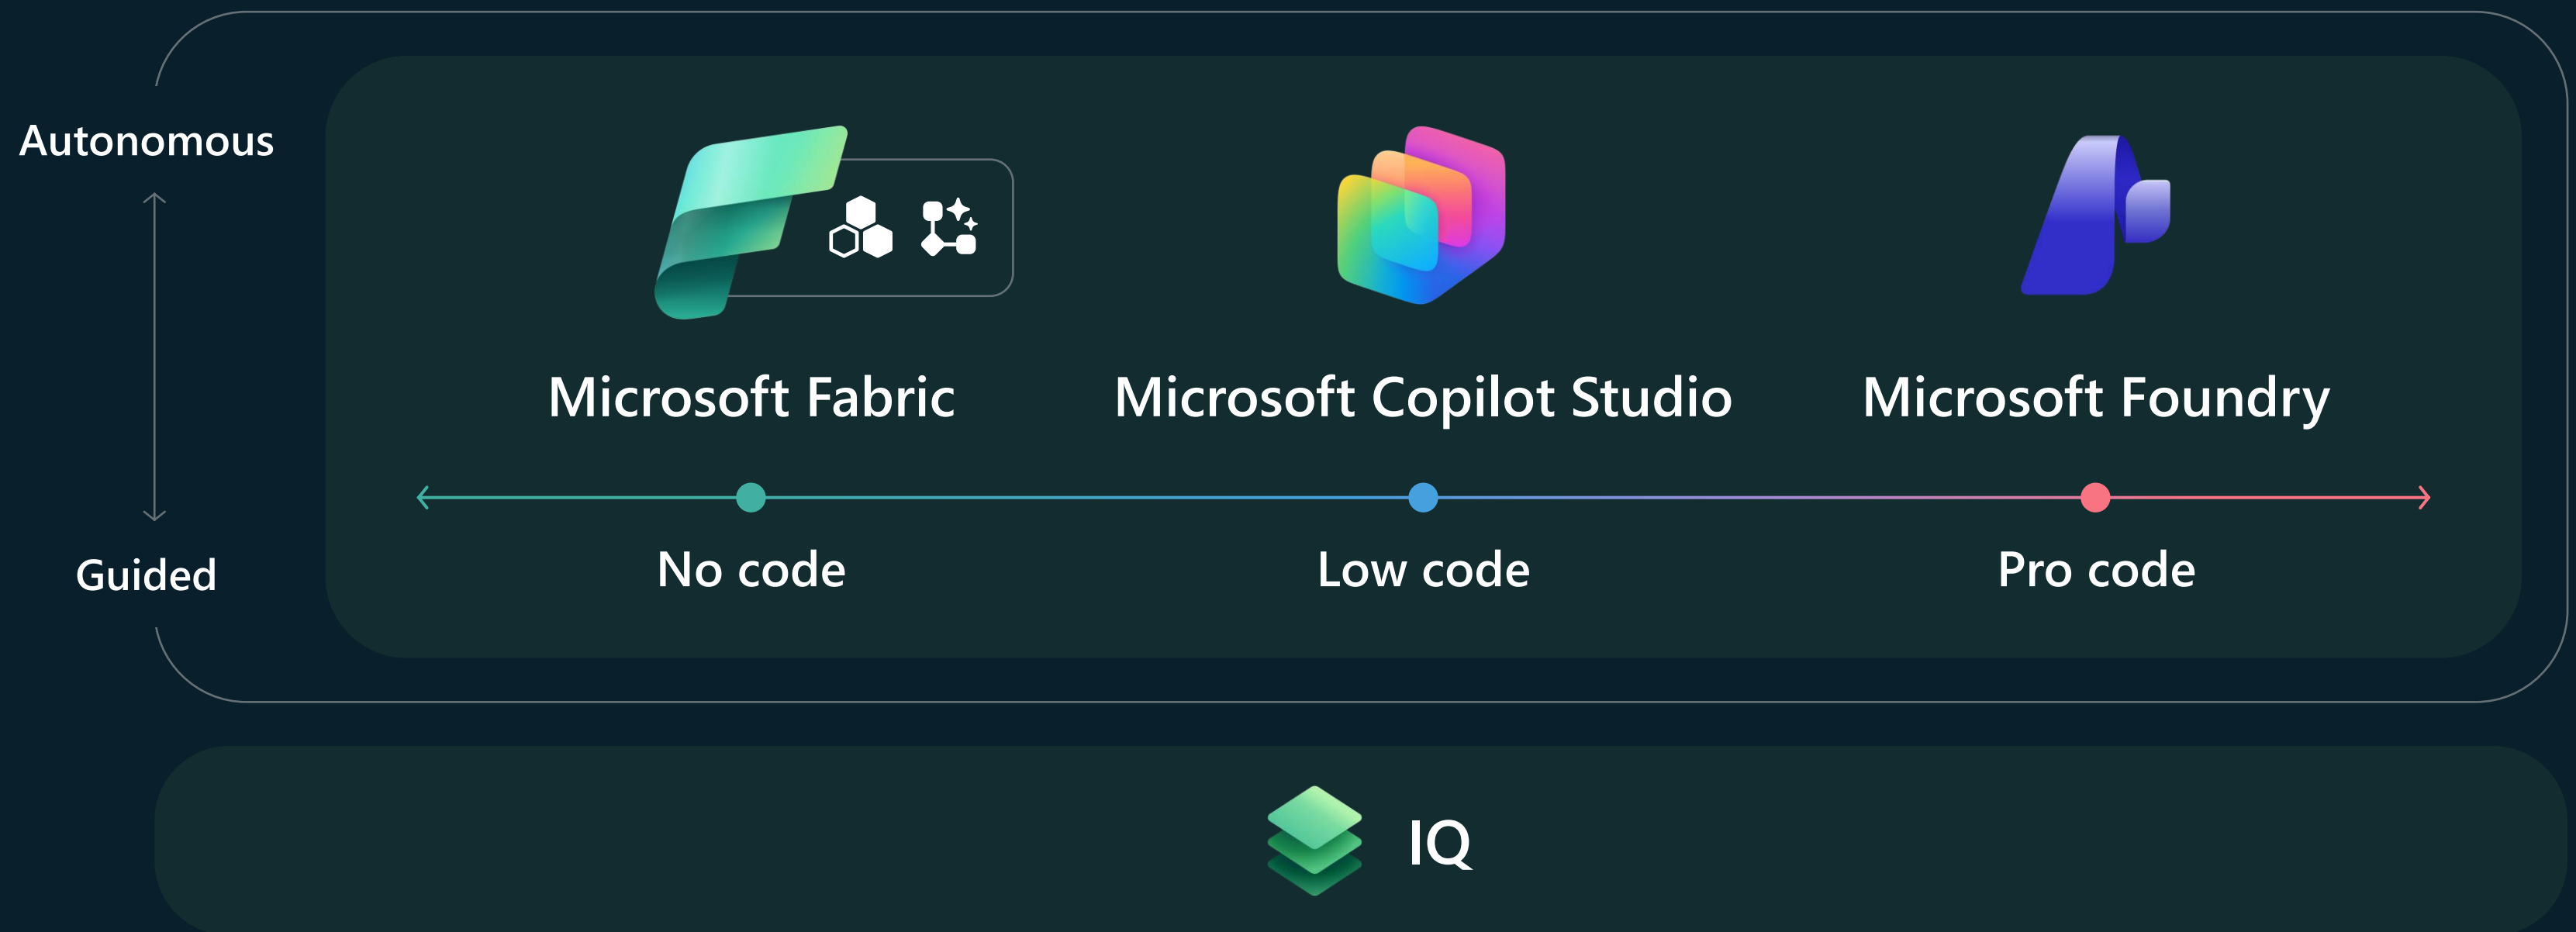 Autonomous
Guided
Microsoft Fabric
Microsoft Copilot Studio
Microsoft Foundry
No code
Low code
Pro code
IQ